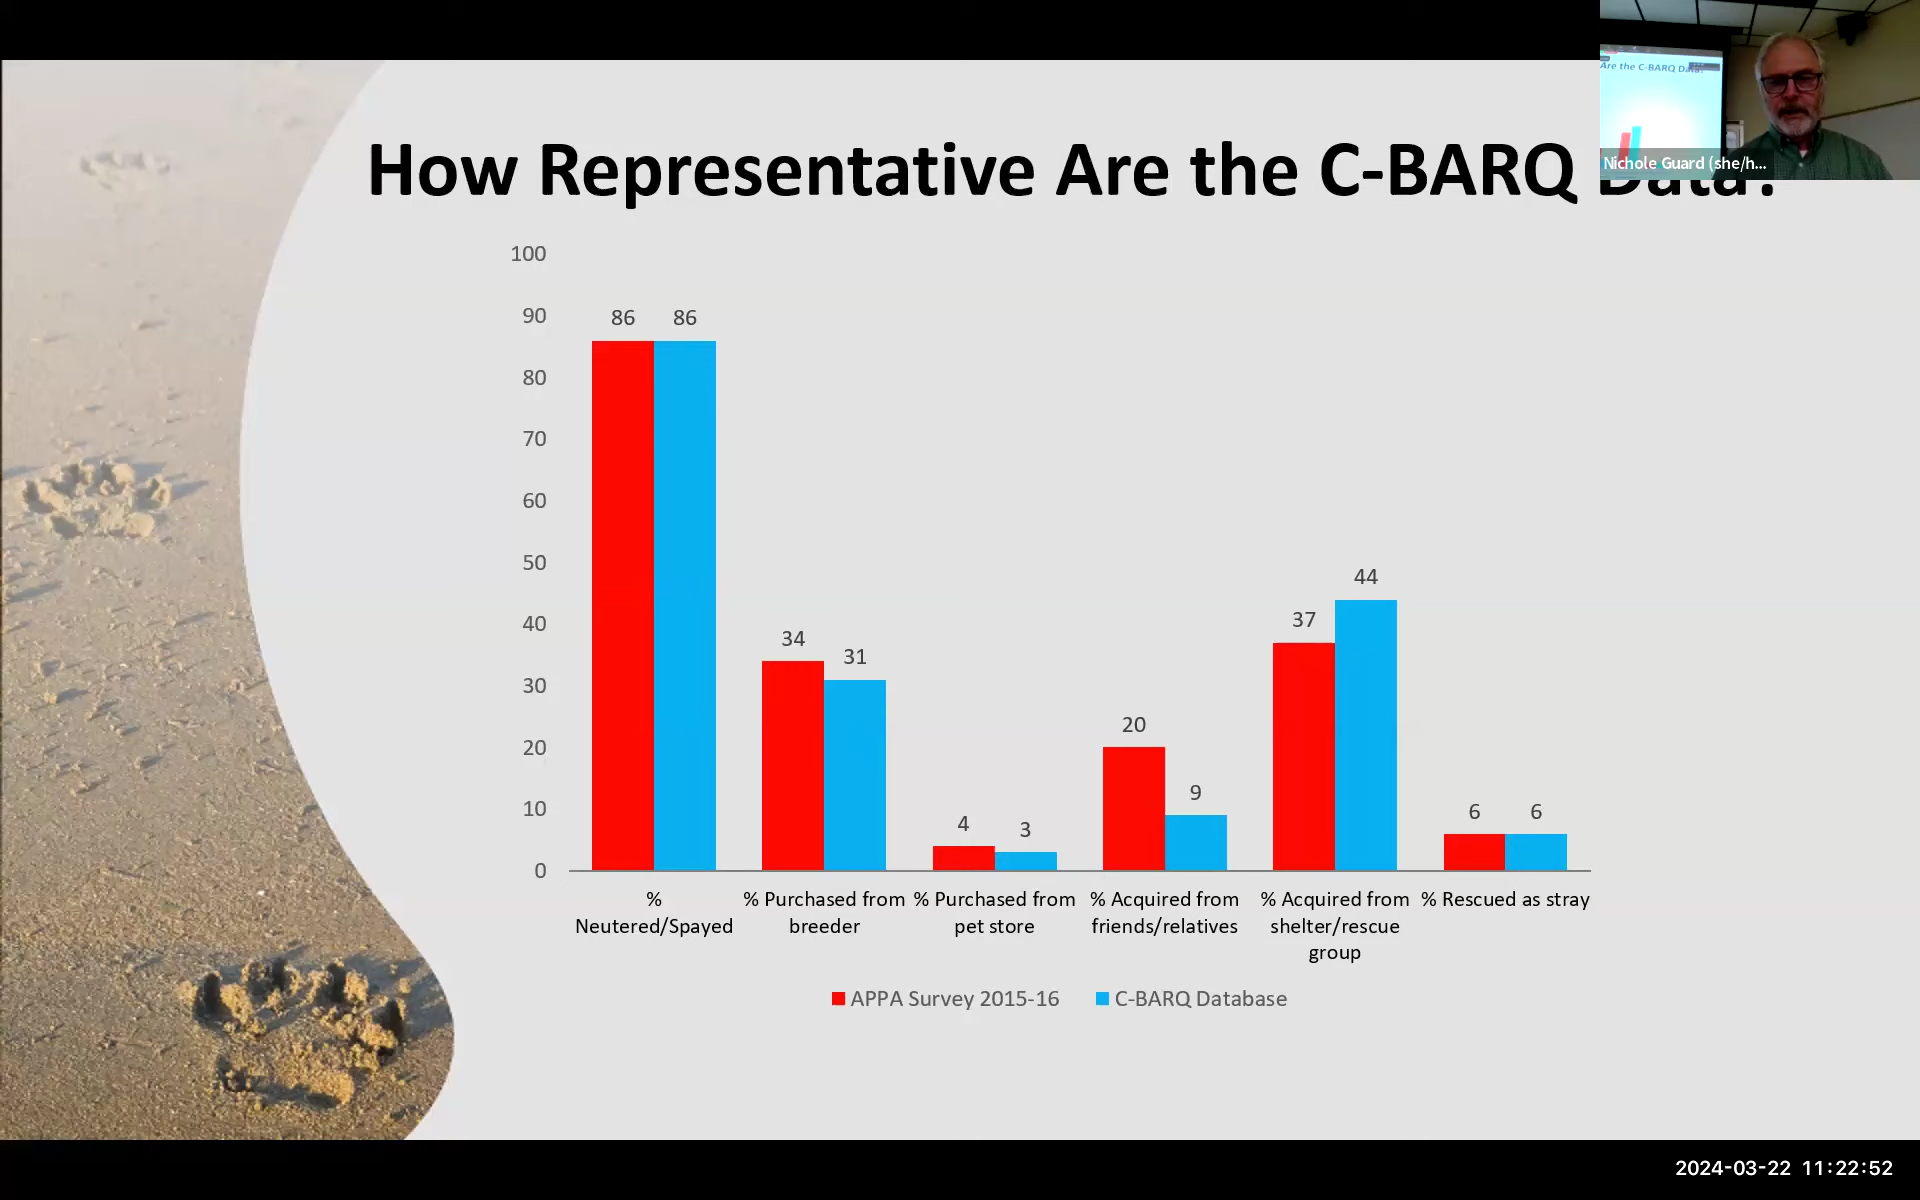 How Representative Are the C-BARQ Data?
Are the C-BARQ Data?
Nichole Guard (she/h...
100
90
80
70
60
50
40
30
20
10
0
86 86
34 31
4 3
20 9
37 44
6 6
%
Neutered/Spayed
% Purchased from
breeder
% Purchased from
pet store
% Acquired from
friends/relatives
% Acquired from
shelter/rescue
group
% Rescued as stray
APPA Survey 2015-16
C-BARQ Database
2024-03-22 11:22:52